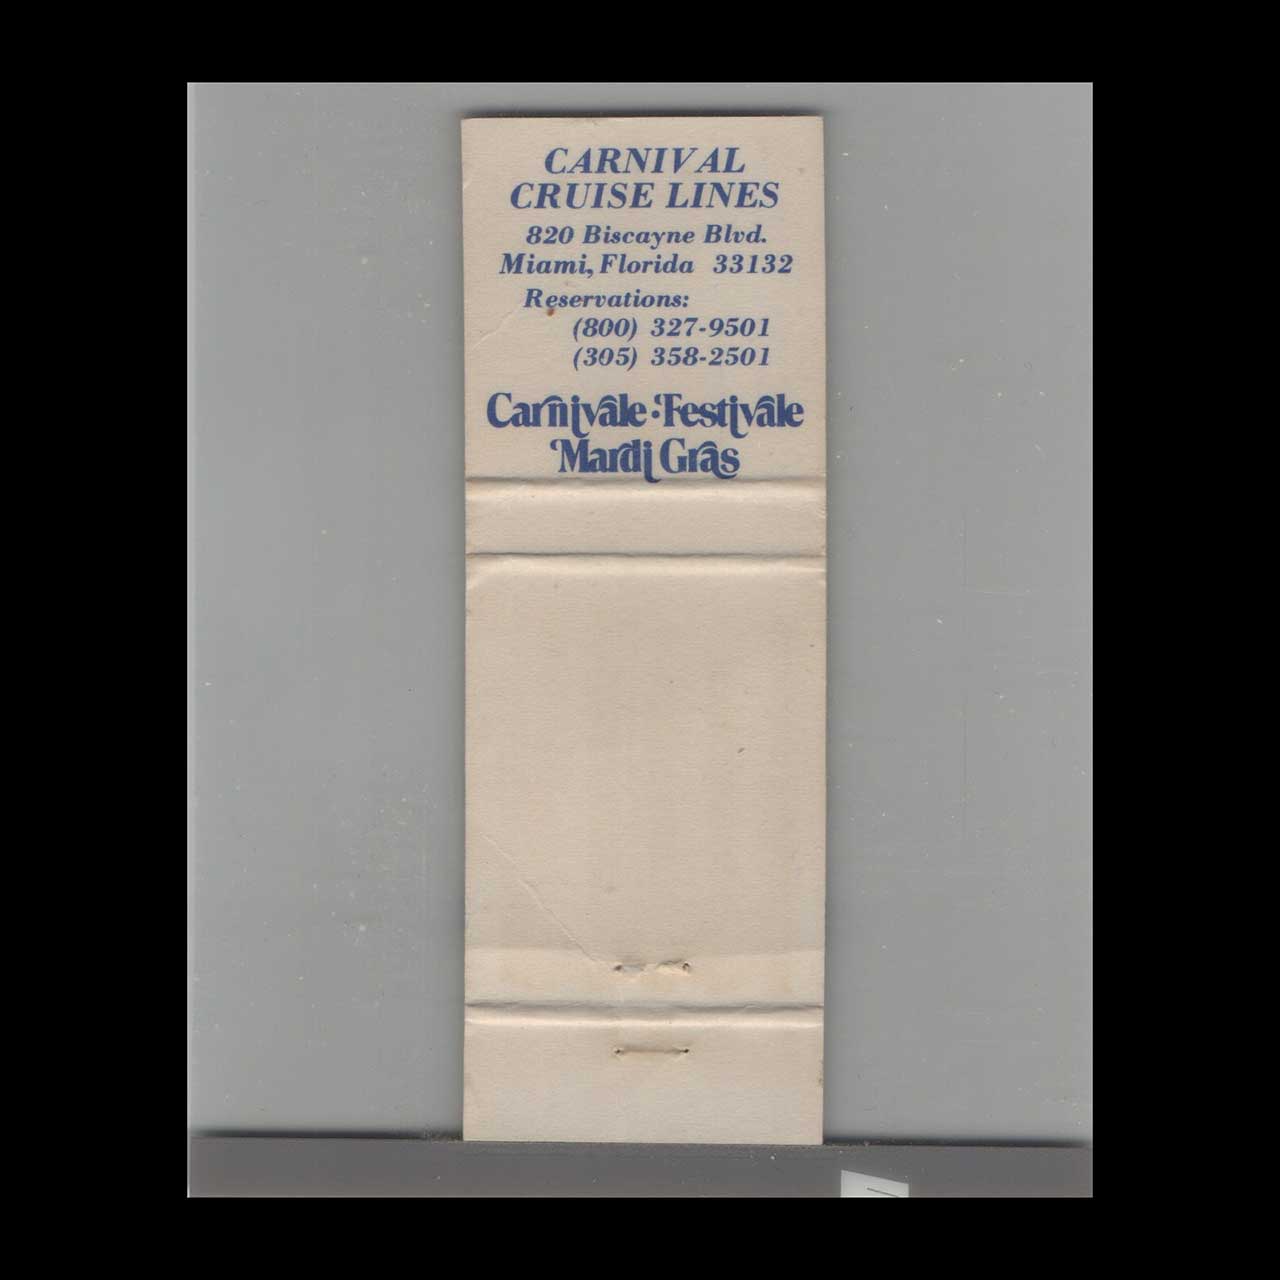 CARNIVAL
CRUISE LINES
820 Biscayne Blvd.
Miami, Florida 33132
Reservations:
(800) 327-9501
(305) 358-2501
Carnivale • Festivale
Mardi Gras